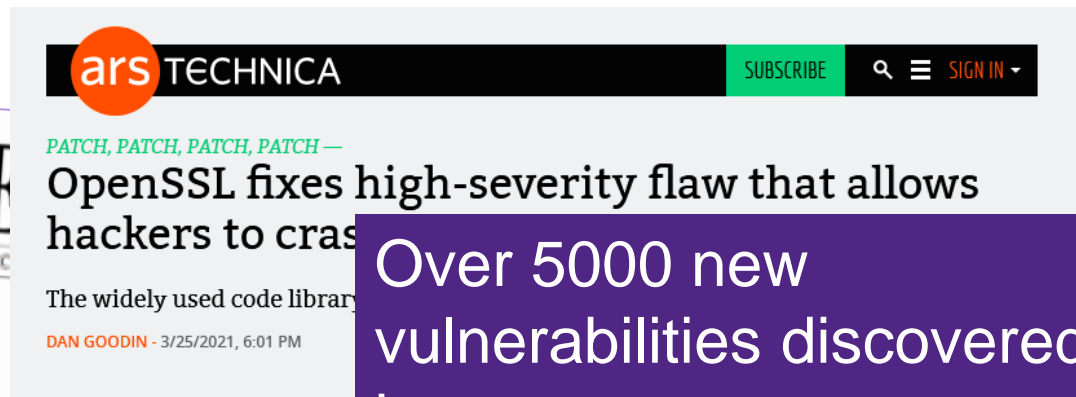 ars TECHNICA
SUBSCRIBE
SIGN IN
PATCH, PATCH, PATCH, PATCH —
OpenSSL fixes high-severity flaw that allows
hackers to cras
The widely used code library
DAN GOODIN - 3/25/2021, 6:01 PM
Over 5000 new
vulnerabilities discovered